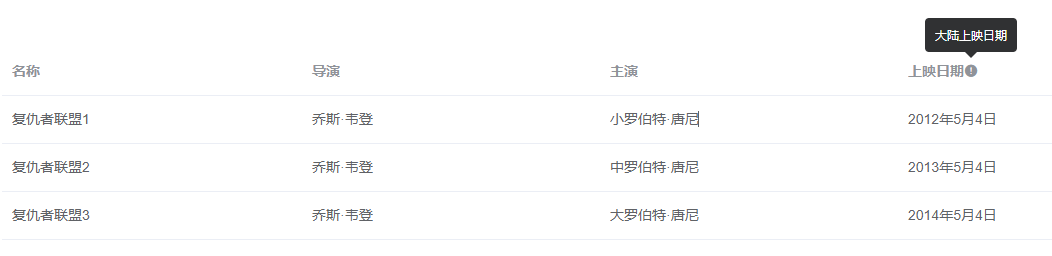 大陆上映日期
名称 导演 主演 上映日期
复仇者联盟1 乔斯·韦登 小罗伯特·唐尼 2012年5月4日
复仇者联盟2 乔斯·韦登 中罗伯特·唐尼 2013年5月4日
复仇者联盟3 乔斯·韦登 大罗伯特·唐尼 2014年5月4日